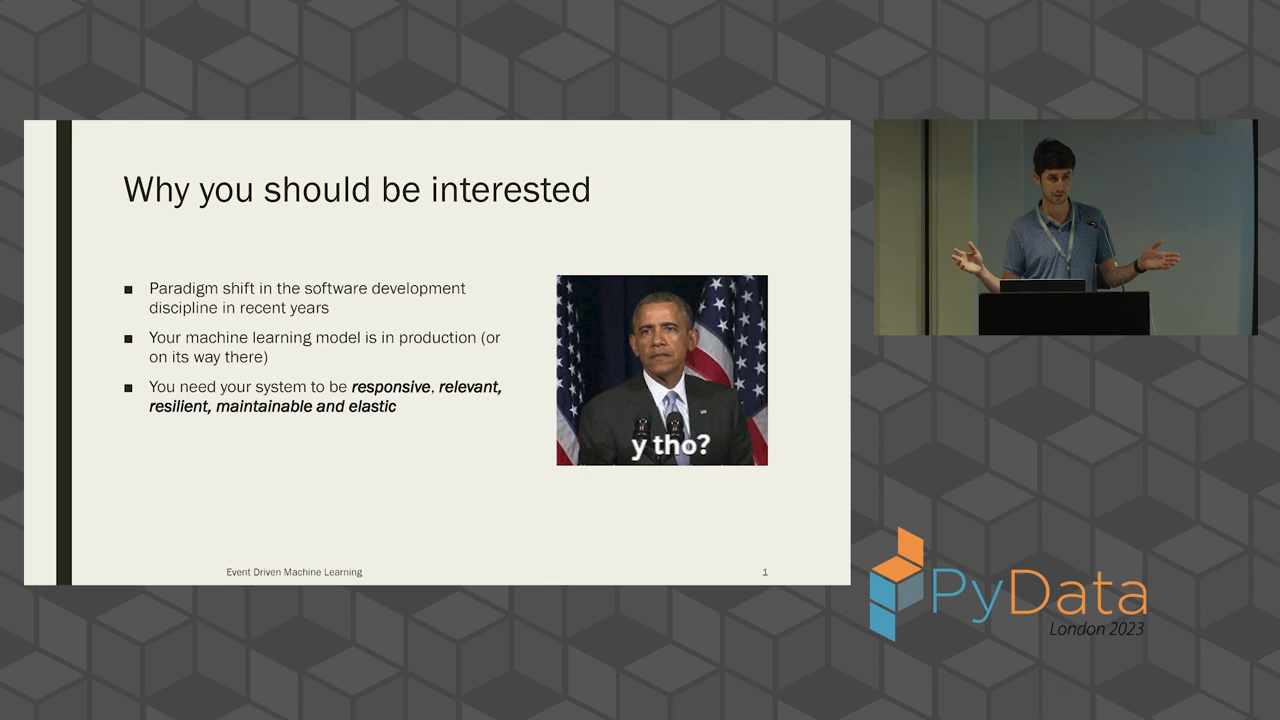 Why you should be interested
■ Paradigm shift in the software development
discipline in recent years
■ Your machine learning model is in production (or
on its way there)
■ You need your system to be responsive, relevant,
resilient, maintainable and elastic
y tho?
Event Driven Machine Learning
1
PyData
London 2023